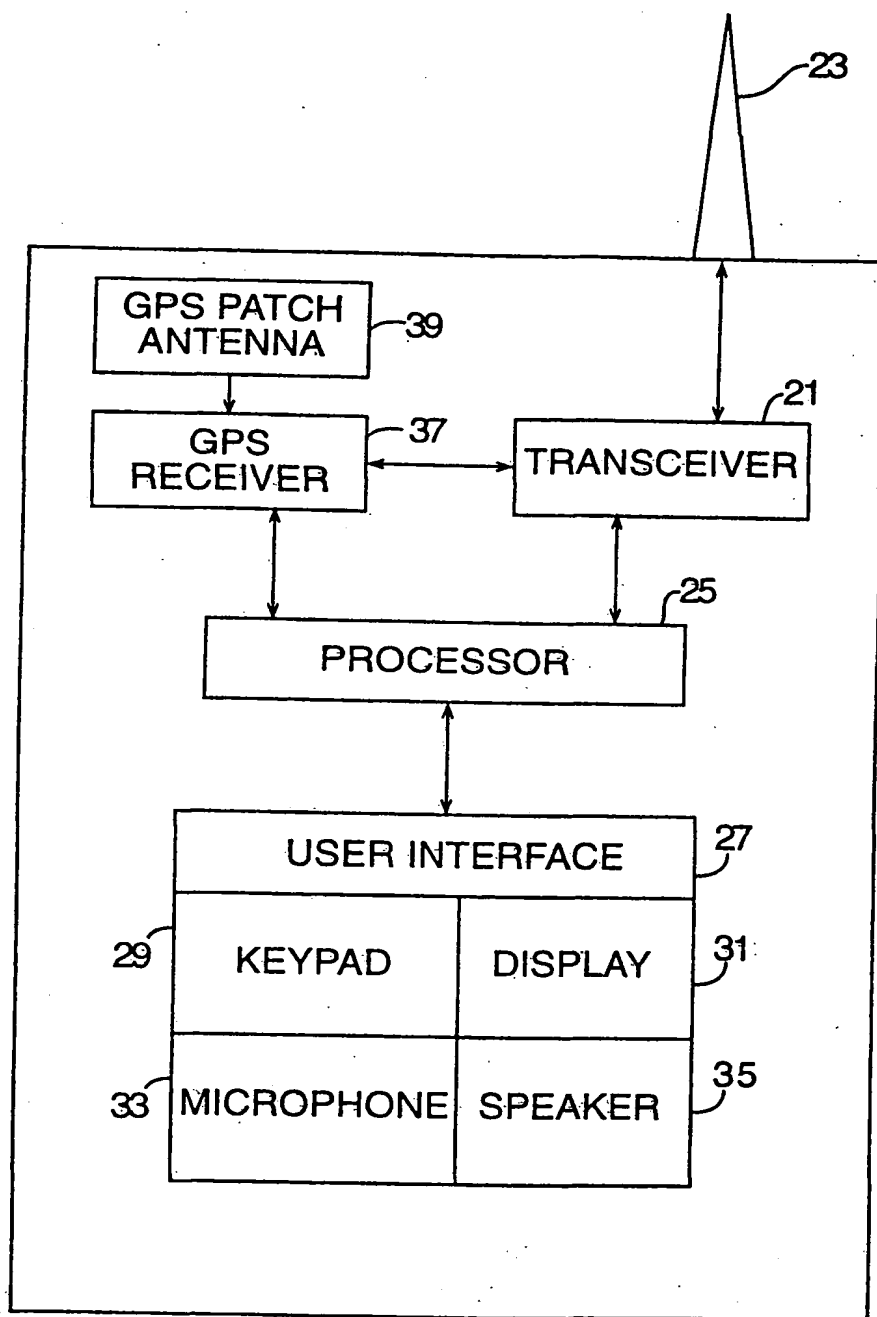 23
GPS PATCH
ANTENNA
39
21
GPS
RECEIVER
37
TRANSCEIVER
25
PROCESSOR
USER INTERFACE
27
29
KEYPAD
DISPLAY
31
33
MICROPHONE
SPEAKER
35